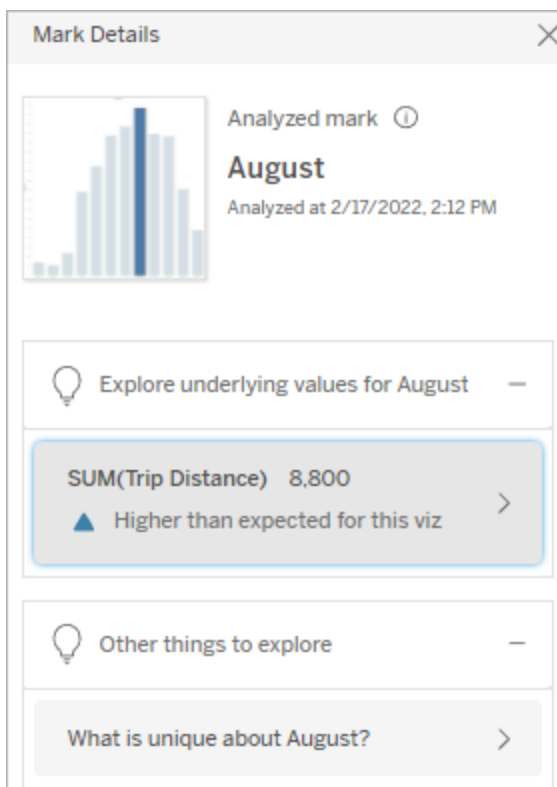 Mark Details
Analyzed mark
August
Analyzed at 2/17/2022, 2:12 PM
Explore underlying values for August
SUM(Trip Distance) 8,800
Higher than expected for this viz
Other things to explore
What is unique about August?